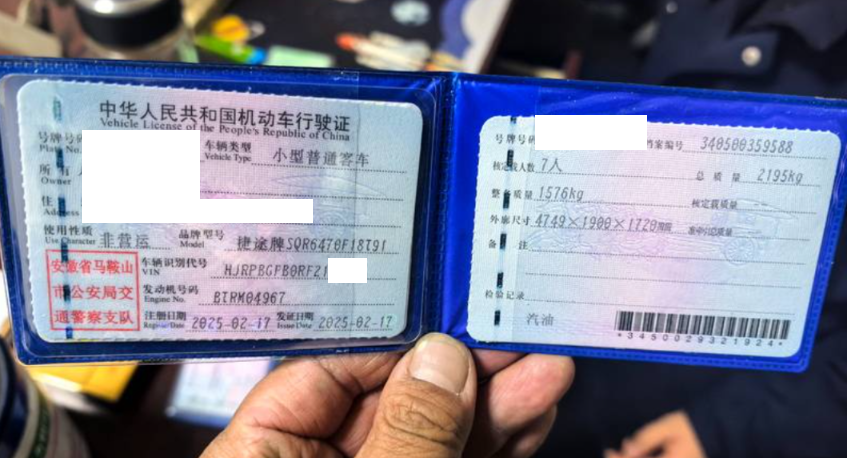 中华人民共和国机动车行驶证
Vehicle License of the People's Republic of China
号牌号码
Plate No.
车辆类型 小型普通客车
Vehicle Type
所有
Owner
住
Address
使用性质 非营运 品牌型号 捷途牌SQR6470F18T91
Use Character Model
安徽省马鞍山
市公安局交
通警察支队
车辆识别代号 HJRPBGFB0RF21
VIN
发动机号码 BTRM04967
Engine No.
注册日期 2025-02-17 发证日期 2025-02-17
Register Date Issue Date
号牌号码 档案编号 340500359588
核定载人数 7人 总质量 2195kg
整备质量 1576kg 核定载质量
外廓尺寸 4749×1900×1720 准牵引总质量
备注
检验记录
汽油
*3450029321924*